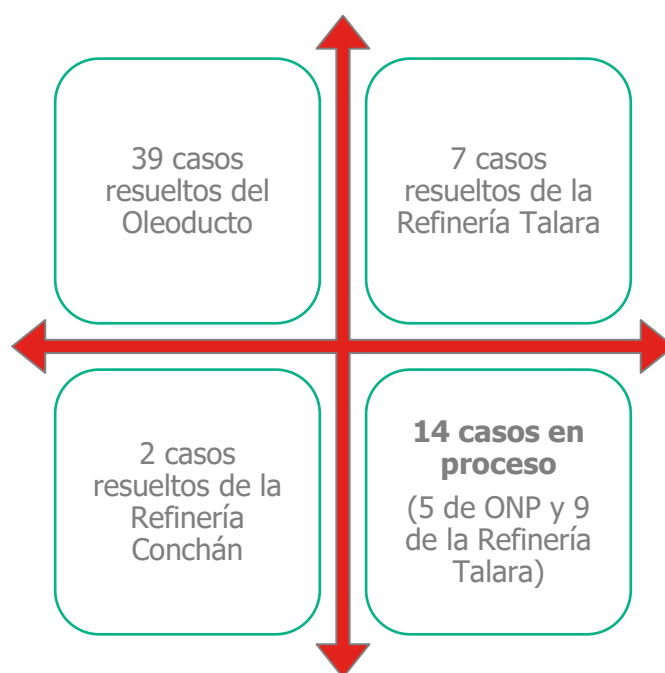 39 casos
resueltos del
Oleoducto
7 casos
resueltos de la
Refinería Talara
2 casos
resueltos de la
Refinería
Conchán
14 casos en
proceso
(5 de ONP y 9
de la Refinería
Talara)